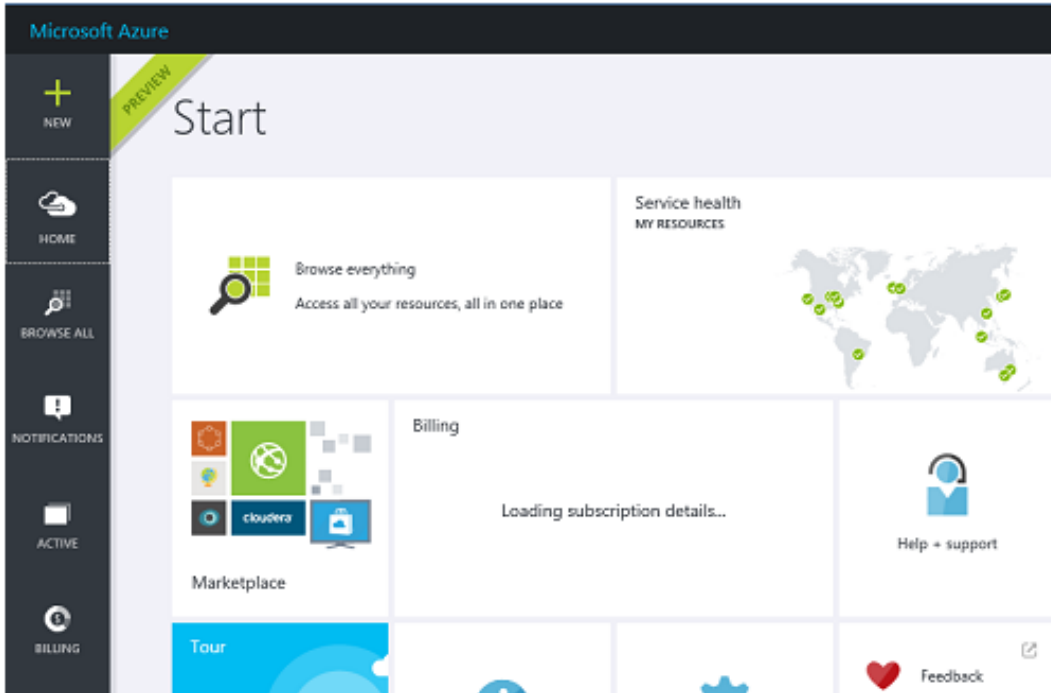 Microsoft Azure
NEW
HOME
BROWSE ALL
NOTIFICATIONS
ACTIVE
BILLING
PREVIEW
Start
Browse everything
Access all your resources, all in one place
Service health
MY RESOURCES
cloudera
Marketplace
Billing
Loading subscription details...
Help + support
Tour
Feedback